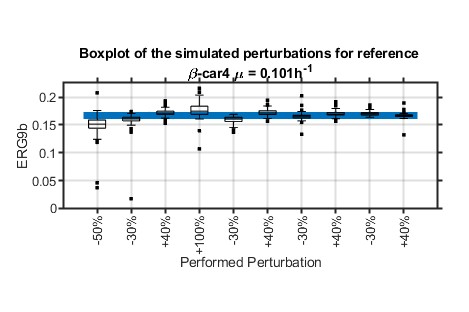 Boxplot of the simulated perturbations for reference
β-car4 μ = 0.101h⁻¹
0.2
0.15
0.1
0.05
0
ERG9b
-50% -30% +40% +100% -30% +40% -30% +40% -30% +40%
Performed Perturbation